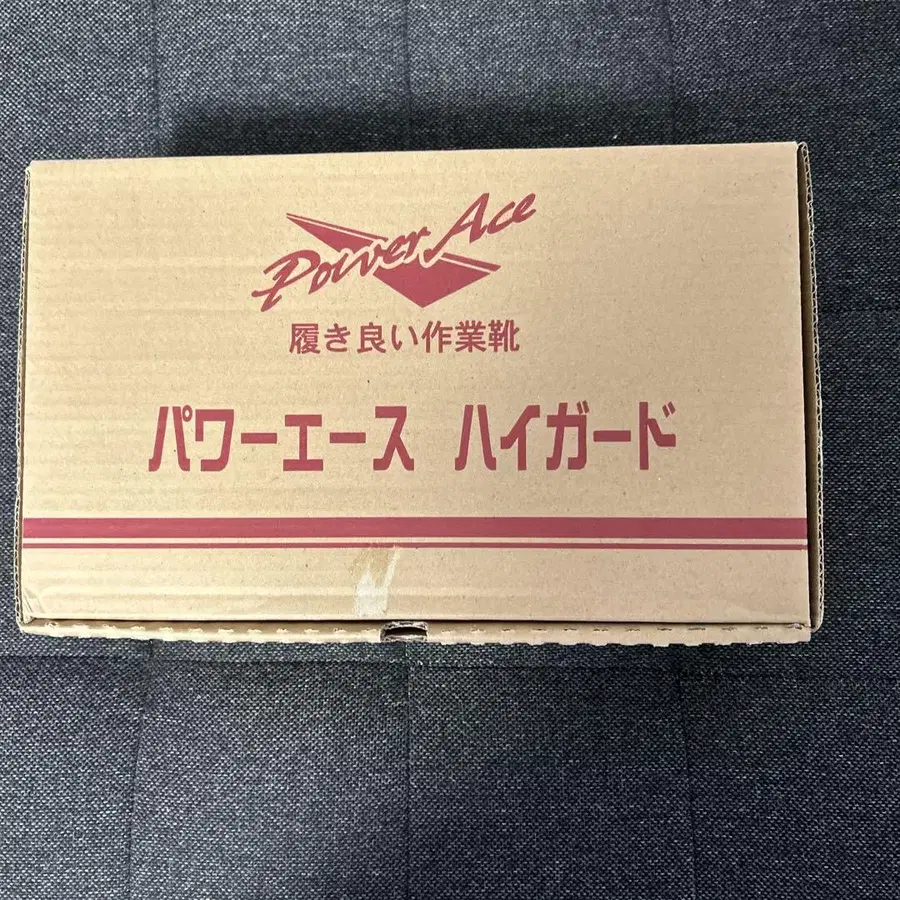 Power Ace
履き良い作業靴
パワーエース ハイガード